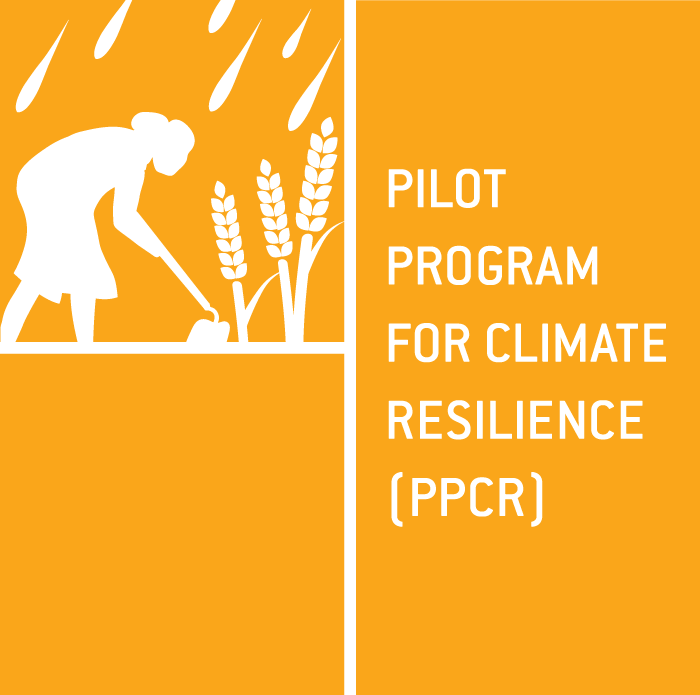 PILOT
PROGRAM
FOR CLIMATE
RESILIENCE
(PPCR)